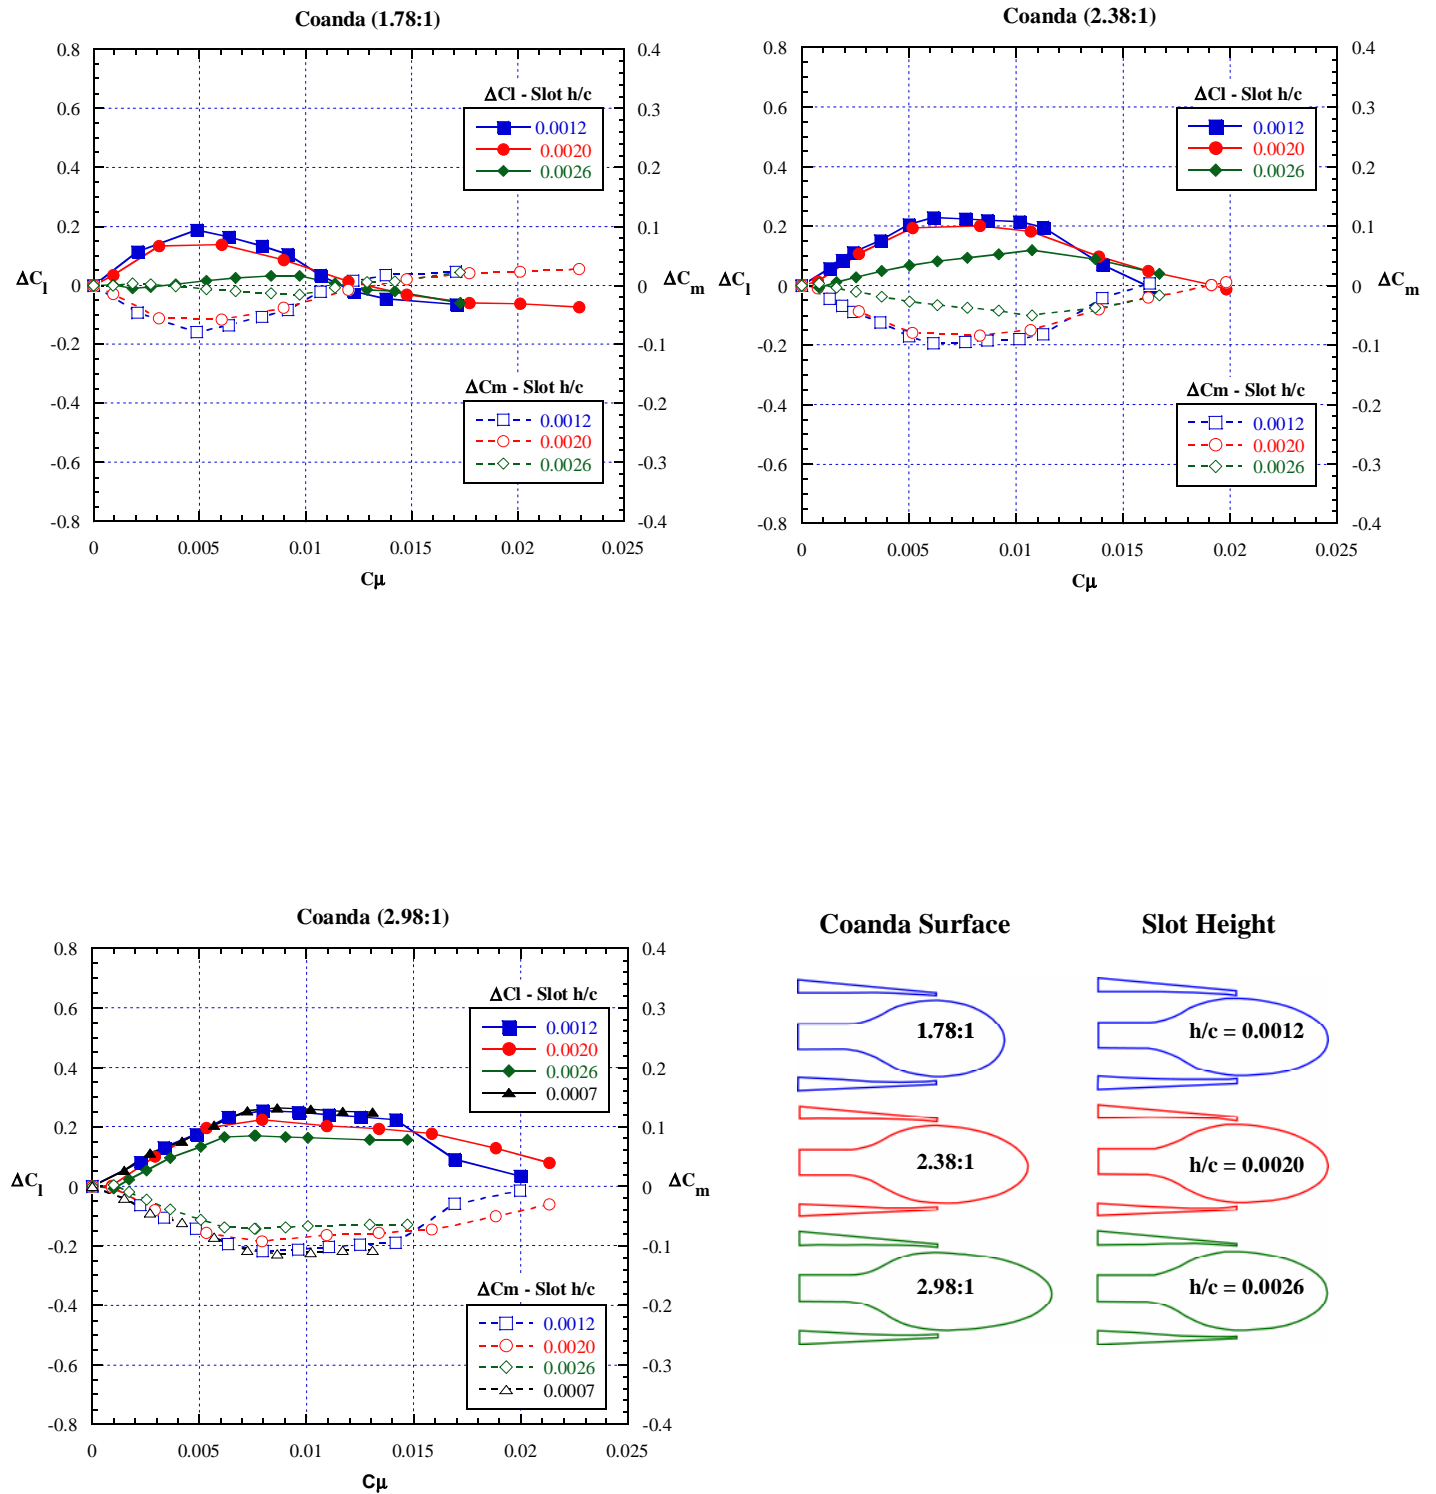 Coanda (1.78:1)
0.8
0.6
0.4
0.2
0
-0.2
-0.4
-0.6
-0.8
ΔCl
0.4
0.3
0.2
0.1
0
-0.1
-0.2
-0.3
-0.4
ΔCm
0 0.005 0.01 0.015 0.02 0.025
Cμ
ΔCl - Slot h/c
0.0012
0.0020
0.0026
ΔCm - Slot h/c
0.0012
0.0020
0.0026
Coanda (2.38:1)
0.8
0.6
0.4
0.2
0
-0.2
-0.4
-0.6
-0.8
ΔCl
0.4
0.3
0.2
0.1
0
-0.1
-0.2
-0.3
-0.4
ΔCm
0 0.005 0.01 0.015 0.02 0.025
Cμ
ΔCl - Slot h/c
0.0012
0.0020
0.0026
ΔCm - Slot h/c
0.0012
0.0020
0.0026
Coanda (2.98:1)
0.8
0.6
0.4
0.2
0
-0.2
-0.4
-0.6
-0.8
ΔCl
0.4
0.3
0.2
0.1
0
-0.1
-0.2
-0.3
-0.4
ΔCm
0 0.005 0.01 0.015 0.02 0.025
Cμ
ΔCl - Slot h/c
0.0012
0.0020
0.0026
0.0007
ΔCm - Slot h/c
0.0012
0.0020
0.0026
0.0007
Coanda Surface
1.78:1
2.38:1
2.98:1
Slot Height
h/c = 0.0012
h/c = 0.0020
h/c = 0.0026